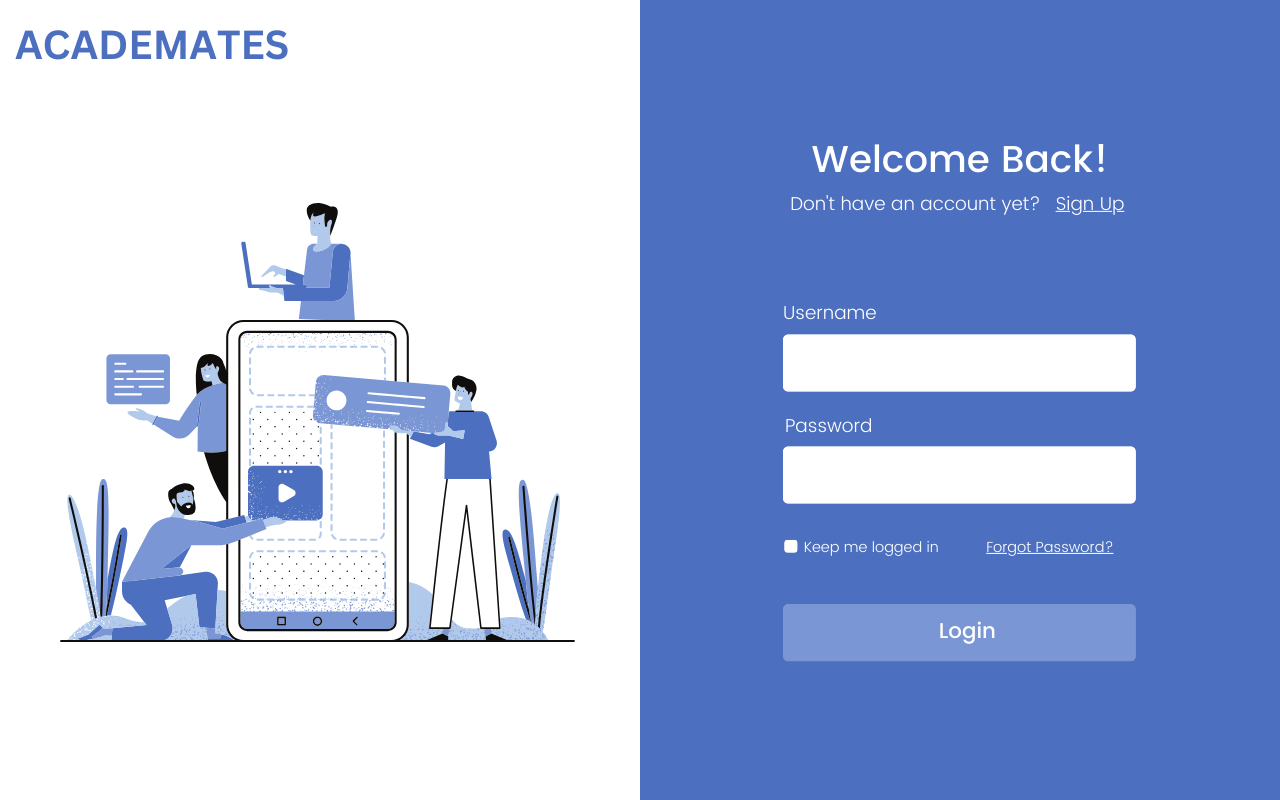 ACADEMATES
Welcome Back!
Don't have an account yet? Sign Up
Username
Password
Keep me logged in
Forgot Password?
Login